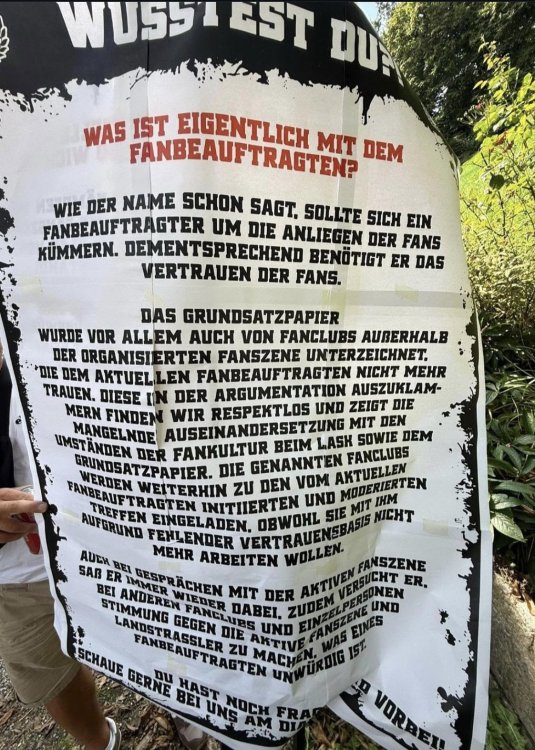 WUSSTEST DU?
WAS IST EIGENTLICH MIT DEM
FANBEAUFTRAGTEN?
WIE DER NAME SCHON SAGT, SOLLTE SICH EIN
FANBEAUFTRAGTER UM DIE ANLIEGEN DER FANS
KÜMMERN. DEMENTSPRECHEND BENÖTIGT ER DAS
VERTRAUEN DER FANS.
DAS GRUNDSATZPAPIER
WURDE VOR ALLEM AUCH VON FANCLUBS AUßERHALB
DER ORGANISIERTEN FANSZENE UNTERZEICHNET,
DIE DEM AKTUELLEN FANBEAUFTRAGTEN NICHT MEHR
TRAUEN. DIESE IN DER ARGUMENTATION AUSZUKLAM-
MERN FINDEN WIR RESPEKTLOS UND ZEIGT DIE
MANGELNDE AUSEINANDERSETZUNG MIT DEN
UMSTÄNDEN DER FANKULTUR BEIM LASK SOWIE DEM
GRUNDSATZPAPIER. DIE GENANNTEN FANCLUBS
WERDEN WEITERHIN ZU DEN VOM AKTUELLEN
FANBEAUFTRAGTEN INITIIERTEN UND MODERIERTEN
TREFFEN EINGELADEN, OBWOHL SIE MIT IHM
AUFGRUND FEHLENDER VERTRAUENSBASIS NICHT
MEHR ARBEITEN WOLLEN.
AUCH BEI GESPRÄCHEN MIT DER AKTIVEN FANSZENE
SAß ER IMMER WIEDER DABEI. ZUDEM VERSUCHT ER,
BEI ANDEREN FANCLUBS UND EINZELPERSONEN
STIMMUNG GEGEN DIE AKTIVE FANSZENE UND
LANDSTRASSLER ZU MACHEN, WAS EINES
FANBEAUFTRAGTEN UNWÜRDIG IST.
DU HAST NOCH FRAG
SCHAUE GERNE BEI UNS AM DIA
VORBEI!